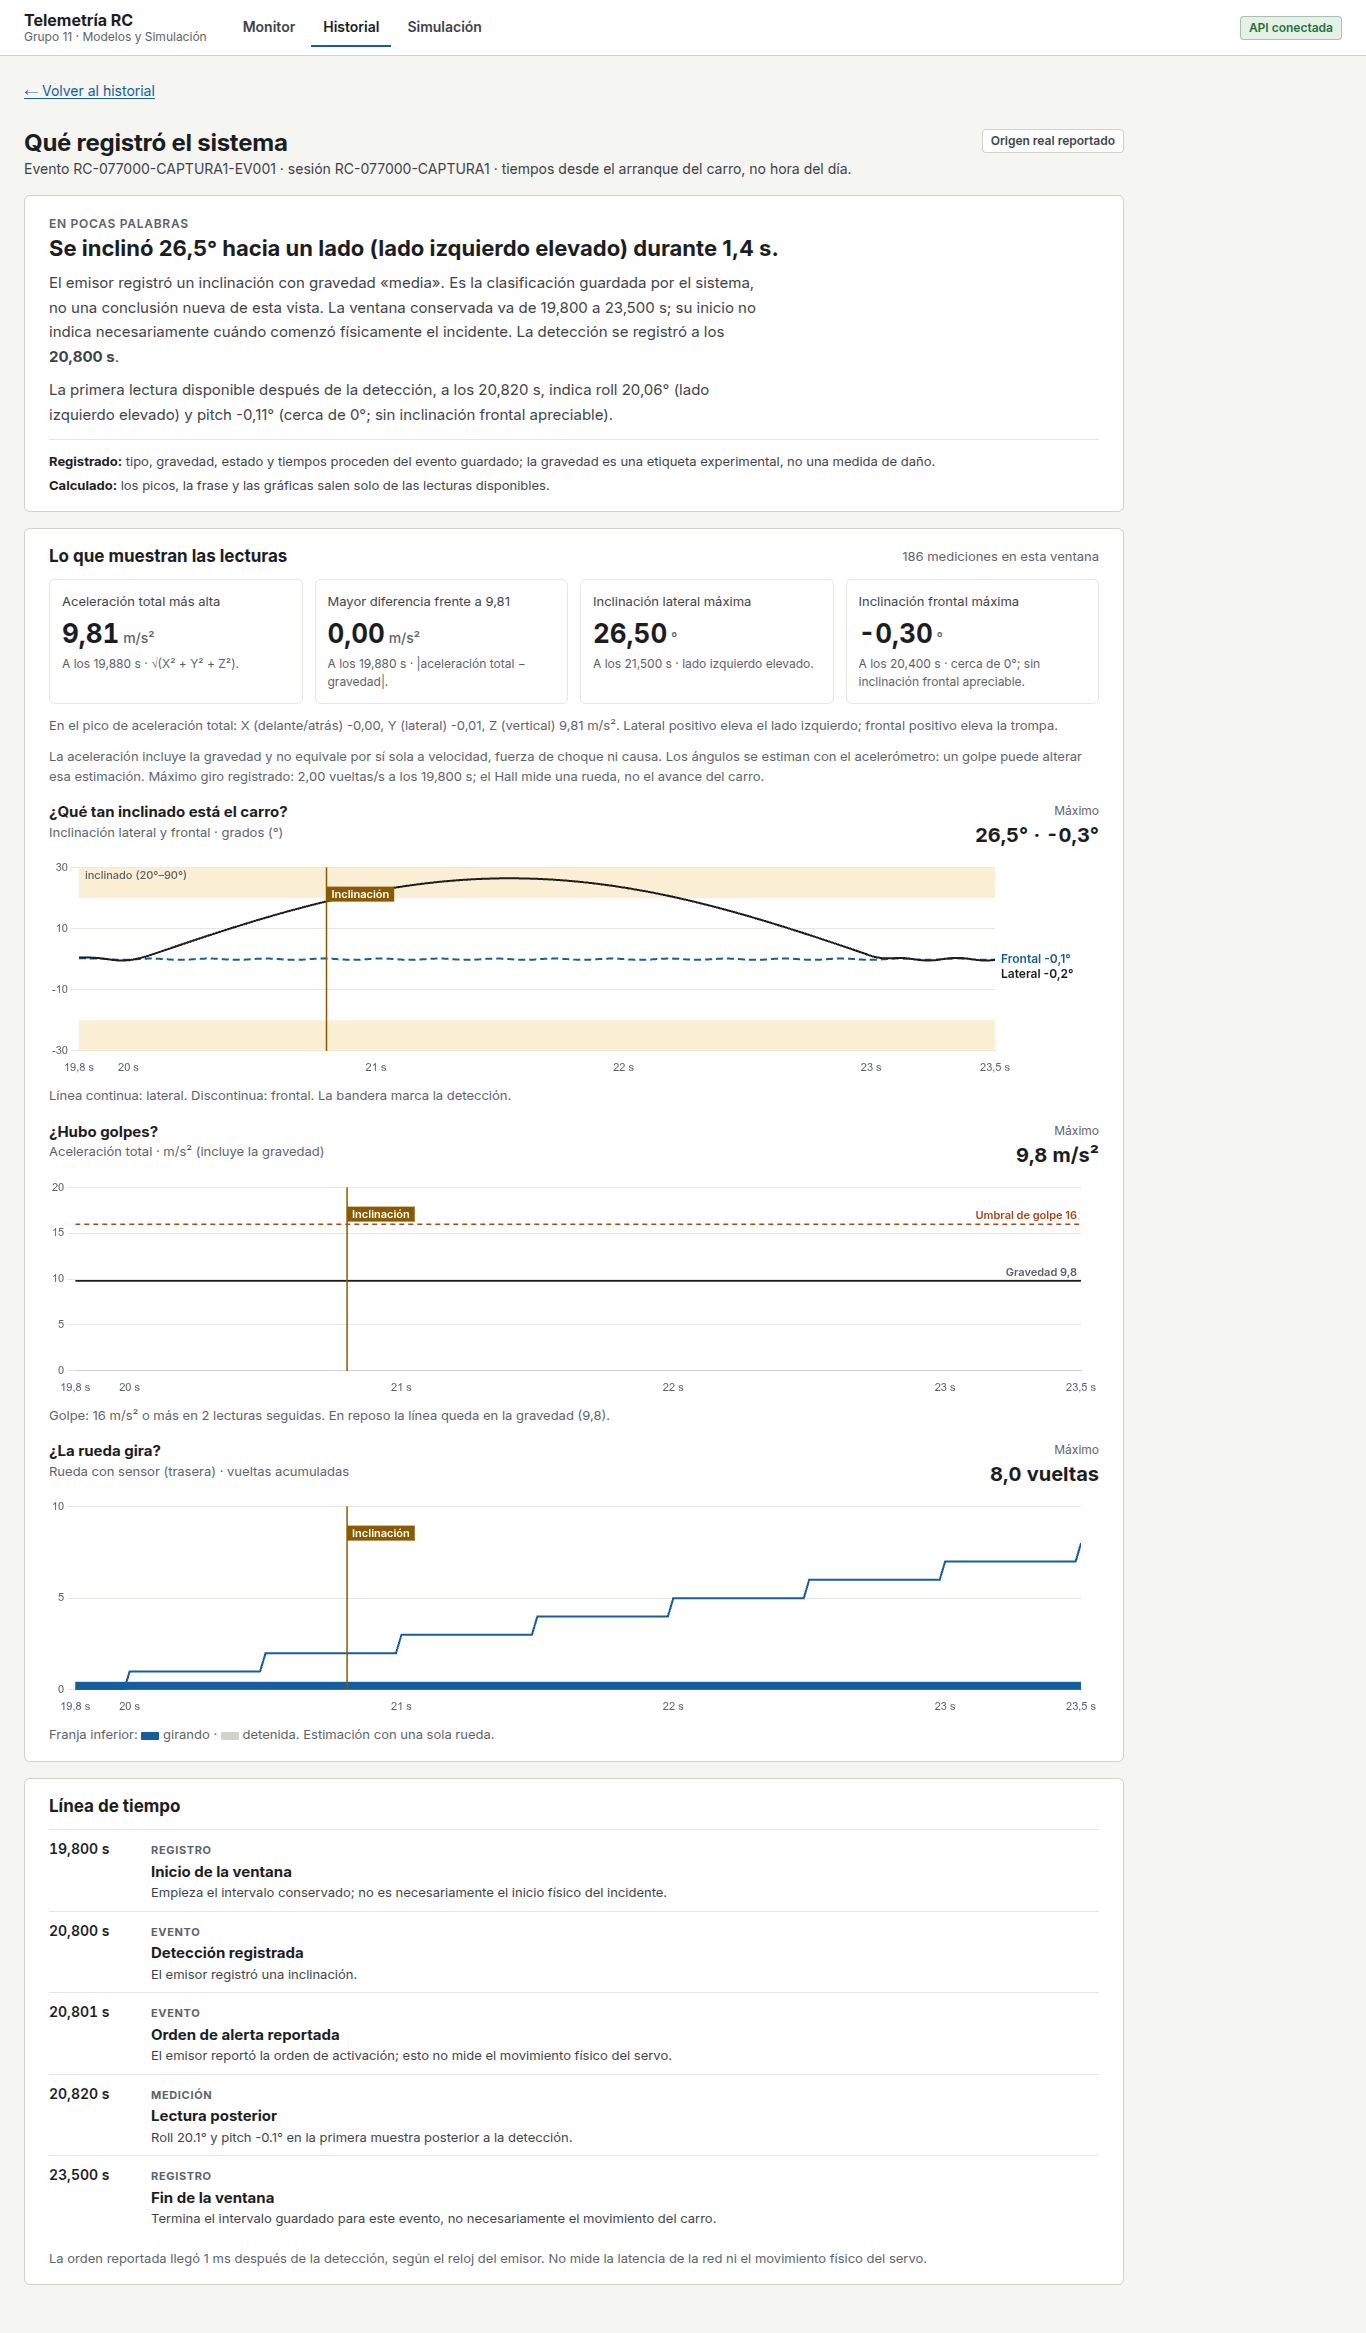 Telemetría RC
Grupo 11 · Modelos y Simulación
Monitor
Historial
Simulación
API conectada
← Volver al historial
Qué registró el sistema
Origen real reportado
Evento RC-077000-CAPTURA1-EV001 · sesión RC-077000-CAPTURA1 · tiempos desde el arranque del carro, no hora del día.
EN POCAS PALABRAS
Se inclinó 26,5° hacia un lado (lado izquierdo elevado) durante 1,4 s.
El emisor registró un inclinación con gravedad «media». Es la clasificación guardada por el sistema,
no una conclusión nueva de esta vista. La ventana conservada va de 19,800 a 23,500 s; su inicio no
indica necesariamente cuándo comenzó físicamente el incidente. La detección se registró a los
20,800 s.
La primera lectura disponible después de la detección, a los 20,820 s, indica roll 20,06° (lado
izquierdo elevado) y pitch -0,11° (cerca de 0°; sin inclinación frontal apreciable).
Registrado: tipo, gravedad, estado y tiempos proceden del evento guardado; la gravedad es una etiqueta experimental, no una medida de daño.
Calculado: los picos, la frase y las gráficas salen solo de las lecturas disponibles.
Lo que muestran las lecturas
186 mediciones en esta ventana
Aceleración total más alta
9,81 m/s²
A los 19,880 s · √(X² + Y² + Z²).
Mayor diferencia frente a 9,81
0,00 m/s²
A los 19,880 s · |aceleración total −
gravedad|.
Inclinación lateral máxima
26,50 °
A los 21,500 s · lado izquierdo elevado.
Inclinación frontal máxima
-0,30 °
A los 20,400 s · cerca de 0°; sin
inclinación frontal apreciable.
En el pico de aceleración total: X (delante/atrás) -0,00, Y (lateral) -0,01, Z (vertical) 9,81 m/s². Lateral positivo eleva el lado izquierdo; frontal positivo eleva la trompa.
La aceleración incluye la gravedad y no equivale por sí sola a velocidad, fuerza de choque ni causa. Los ángulos se estiman con el acelerómetro: un golpe puede alterar
esa estimación. Máximo giro registrado: 2,00 vueltas/s a los 19,800 s; el Hall mide una rueda, no el avance del carro.
¿Qué tan inclinado está el carro?
Máximo
Inclinación lateral y frontal · grados (°)
26,5° · -0,3°
30
inclinado (20°–90°)
Inclinación
10
Frontal -0,1°
Lateral -0,2°
-10
-30
19,8 s
20 s
21 s
22 s
23 s
23,5 s
Línea continua: lateral. Discontinua: frontal. La bandera marca la detección.
¿Hubo golpes?
Máximo
Aceleración total · m/s² (incluye la gravedad)
9,8 m/s²
20
Inclinación
Umbral de golpe 16
15
Gravedad 9,8
10
5
0
19,8 s
20 s
21 s
22 s
23 s
23,5 s
Golpe: 16 m/s² o más en 2 lecturas seguidas. En reposo la línea queda en la gravedad (9,8).
¿La rueda gira?
Máximo
Rueda con sensor (trasera) · vueltas acumuladas
8,0 vueltas
10
Inclinación
5
0
19,8 s
20 s
21 s
22 s
23 s
23,5 s
Franja inferior: girando · detenida. Estimación con una sola rueda.
Línea de tiempo
19,800 s
REGISTRO
Inicio de la ventana
Empieza el intervalo conservado; no es necesariamente el inicio físico del incidente.
20,800 s
EVENTO
Detección registrada
El emisor registró una inclinación.
20,801 s
EVENTO
Orden de alerta reportada
El emisor reportó la orden de activación; esto no mide el movimiento físico del servo.
20,820 s
MEDICIÓN
Lectura posterior
Roll 20.1° y pitch -0.1° en la primera muestra posterior a la detección.
23,500 s
REGISTRO
Fin de la ventana
Termina el intervalo guardado para este evento, no necesariamente el movimiento del carro.
La orden reportada llegó 1 ms después de la detección, según el reloj del emisor. No mide la latencia de la red ni el movimiento físico del servo.